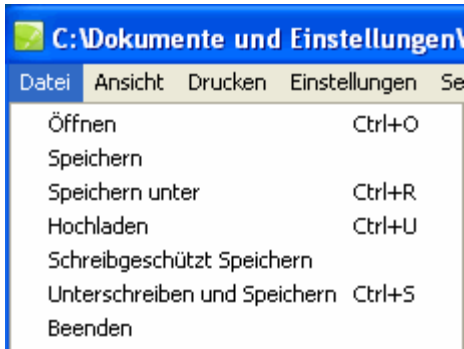 C:\Dokumente und Einstellungen\
Datei Ansicht Drucken Einstellungen Se
Öffnen Ctrl+O
Speichern
Speichern unter Ctrl+R
Hochladen Ctrl+U
Schreibgeschützt Speichern
Unterschreiben und Speichern Ctrl+S
Beenden